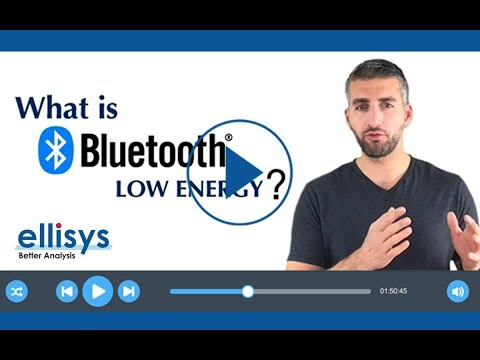 What is
Bluetooth®
LOW ENERGY?
ellisys
Better Analysis
01:50:45